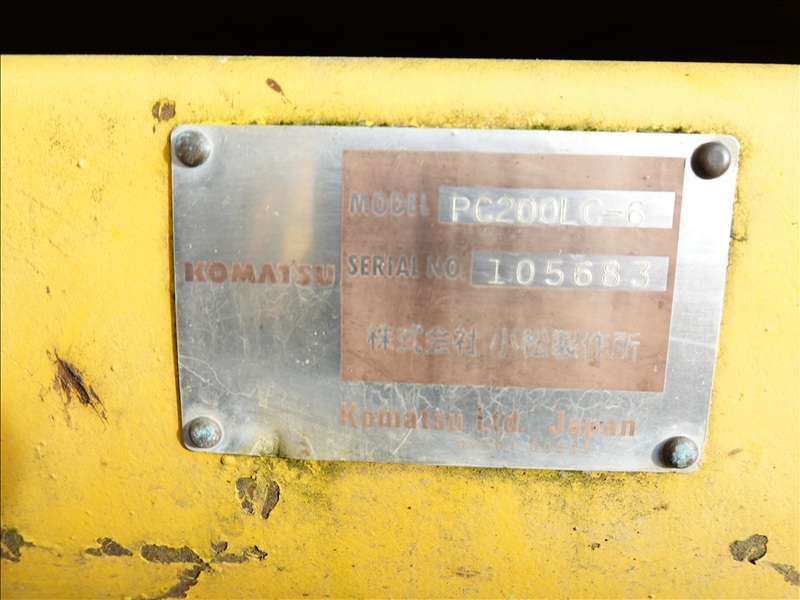 MODEL PC200LC-6
KOMATSU SERIAL NO. 105683
株式会社 小松製作所
Komatsu Ltd. Japan